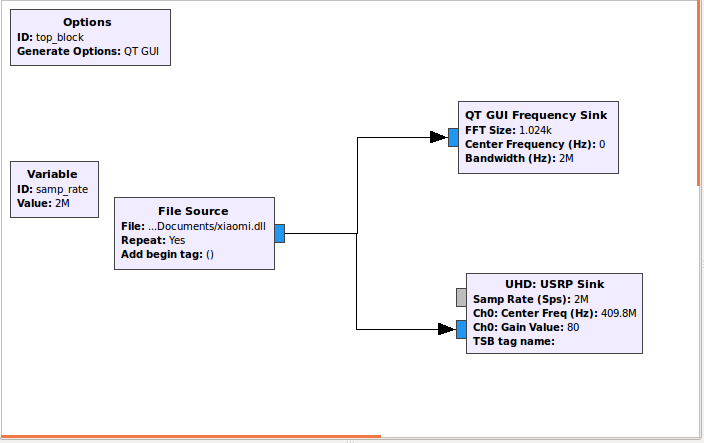 Options
ID: top_block
Generate Options: QT GUI
QT GUI Frequency Sink
FFT Size: 1.024k
Center Frequency (Hz): 0
Bandwidth (Hz): 2M
Variable
ID: samp_rate
Value: 2M
File Source
File: ...Documents/xiaomi.dll
Repeat: Yes
Add begin tag: ()
UHD: USRP Sink
Samp Rate (Sps): 2M
Ch0: Center Freq (Hz): 409.8M
Ch0: Gain Value: 80
TSB tag name: